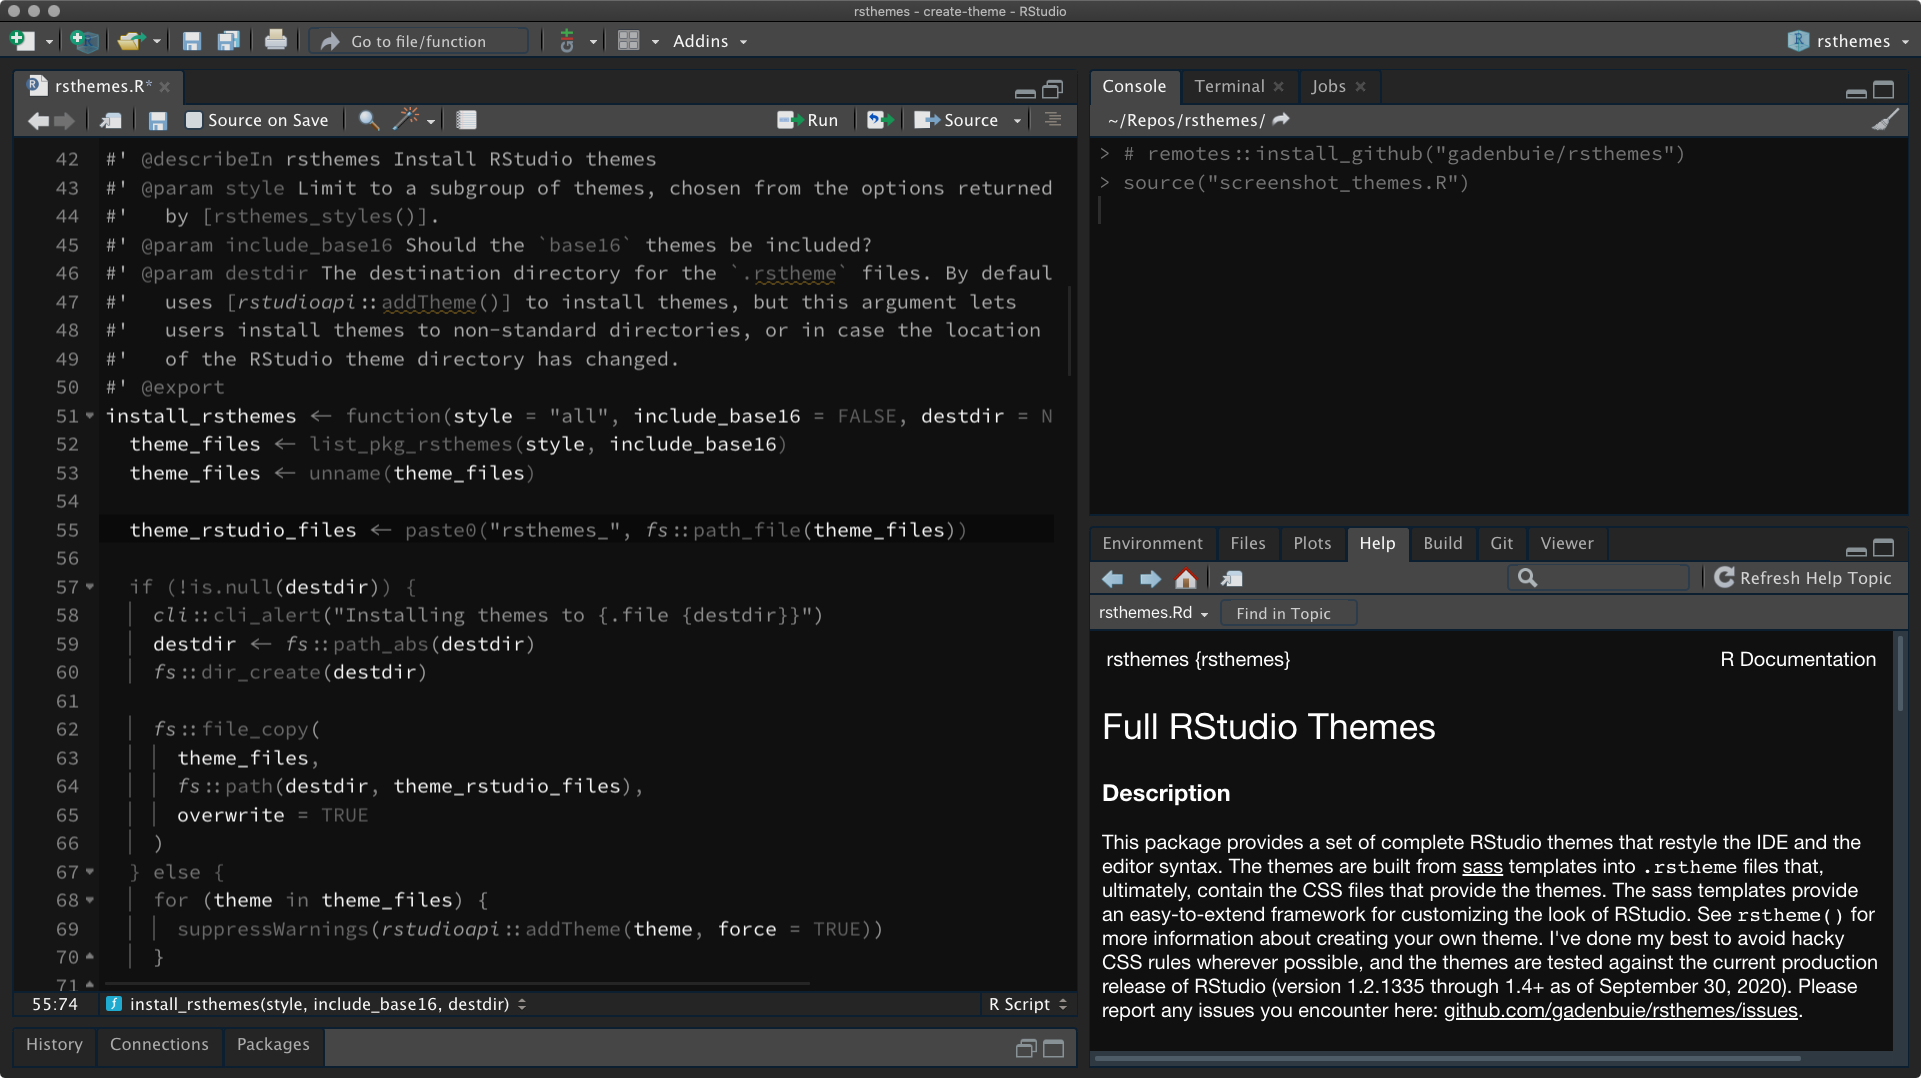 rsthemes - create-theme - RStudio
Go to file/function
Addins
rsthemes
rsthemes.R*
Source on Save
Run
Source
42 #' @describeIn rsthemes Install RStudio themes
43 #' @param style Limit to a subgroup of themes, chosen from the options returned
44 #'   by [rsthemes_styles()].
45 #' @param include_base16 Should the `base16` themes be included?
46 #' @param destdir The destination directory for the `.rstheme` files. By defaul
47 #'   uses [rstudioapi::addTheme()] to install themes, but this argument lets
48 #'   users install themes to non-standard directories, or in case the location
49 #'   of the RStudio theme directory has changed.
50 #' @export
51 install_rsthemes <- function(style = "all", include_base16 = FALSE, destdir = N
52   theme_files <- list_pkg_rsthemes(style, include_base16)
53   theme_files <- unname(theme_files)
54
55   theme_rstudio_files <- paste0("rsthemes_", fs::path_file(theme_files))
56
57   if (!is.null(destdir)) {
58     cli::cli_alert("Installing themes to {.file {destdir}}")
59     destdir <- fs::path_abs(destdir)
60     fs::dir_create(destdir)
61
62     fs::file_copy(
63       theme_files,
64       fs::path(destdir, theme_rstudio_files),
65       overwrite = TRUE
66     )
67   } else {
68     for (theme in theme_files) {
69       suppressWarnings(rstudioapi::addTheme(theme, force = TRUE))
70     }
71
55:74 install_rsthemes(style, include_base16, destdir) R Script
History Connections Packages
Console Terminal Jobs
~/Repos/rsthemes/
> # remotes::install_github("gadenbuie/rsthemes")
> source("screenshot_themes.R")
Environment Files Plots Help Build Git Viewer
Refresh Help Topic
rsthemes.Rd Find in Topic
rsthemes {rsthemes} R Documentation
Full RStudio Themes
Description
This package provides a set of complete RStudio themes that restyle the IDE and the
editor syntax. The themes are built from sass templates into .rstheme files that,
ultimately, contain the CSS files that provide the themes. The sass templates provide
an easy-to-extend framework for customizing the look of RStudio. See rstheme() for
more information about creating your own theme. I've done my best to avoid hacky
CSS rules wherever possible, and the themes are tested against the current production
release of RStudio (version 1.2.1335 through 1.4+ as of September 30, 2020). Please
report any issues you encounter here: github.com/gadenbuie/rsthemes/issues.